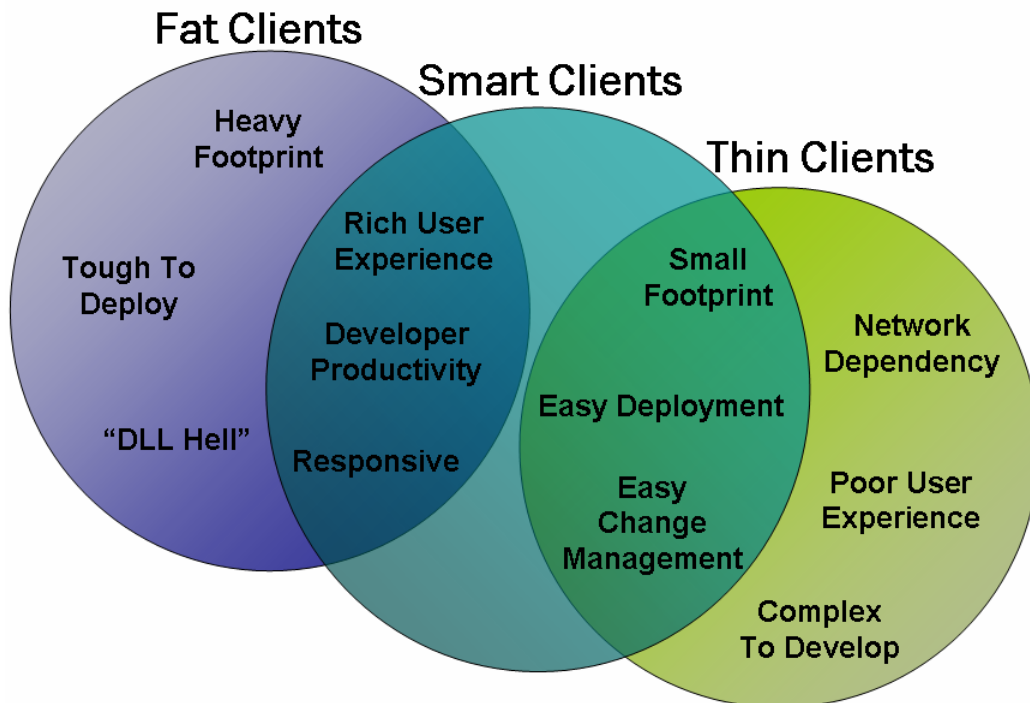 Fat Clients
Smart Clients
Thin Clients
Heavy
Footprint
Tough To
Deploy
“DLL Hell”
Rich User
Experience
Developer
Productivity
Responsive
Small
Footprint
Easy Deployment
Easy
Change
Management
Network
Dependency
Poor User
Experience
Complex
To Develop